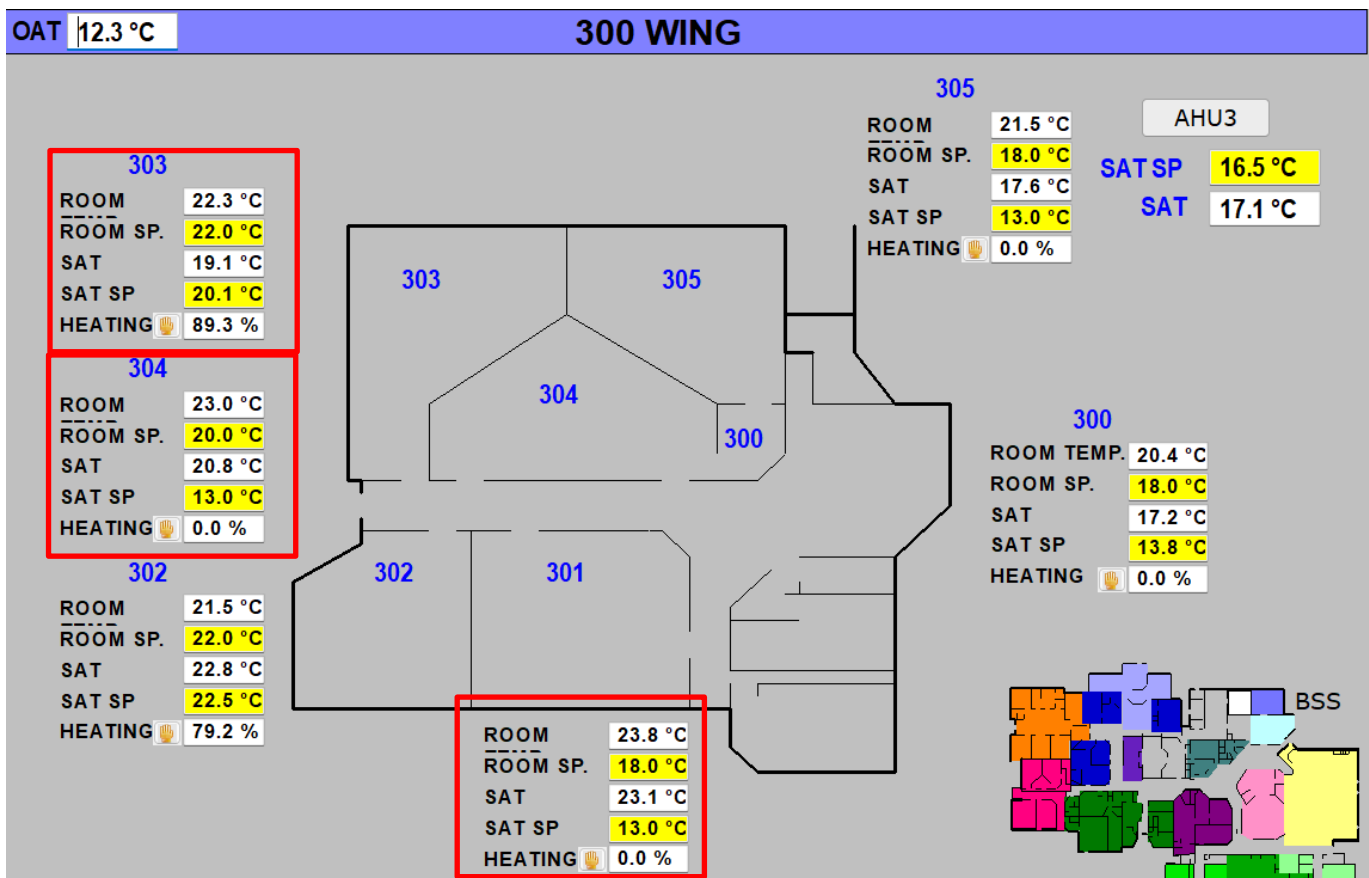 OAT 12.3 °C 300 WING
305
ROOM 21.5 °C
ROOM SP. 18.0 °C
SAT 17.6 °C
SAT SP 13.0 °C
HEATING 0.0 %
AHU3
SAT SP 16.5 °C
SAT 17.1 °C
303
ROOM 22.3 °C
ROOM SP. 22.0 °C
SAT 19.1 °C
SAT SP 20.1 °C
HEATING 89.3 %
304
ROOM 23.0 °C
ROOM SP. 20.0 °C
SAT 20.8 °C
SAT SP 13.0 °C
HEATING 0.0 %
302
ROOM 21.5 °C
ROOM SP. 22.0 °C
SAT 22.8 °C
SAT SP 22.5 °C
HEATING 79.2 %
303 305
304
300
302 301
300
ROOM TEMP. 20.4 °C
ROOM SP. 18.0 °C
SAT 17.2 °C
SAT SP 13.8 °C
HEATING 0.0 %
ROOM 23.8 °C
ROOM SP. 18.0 °C
SAT 23.1 °C
SAT SP 13.0 °C
HEATING 0.0 %
BSS